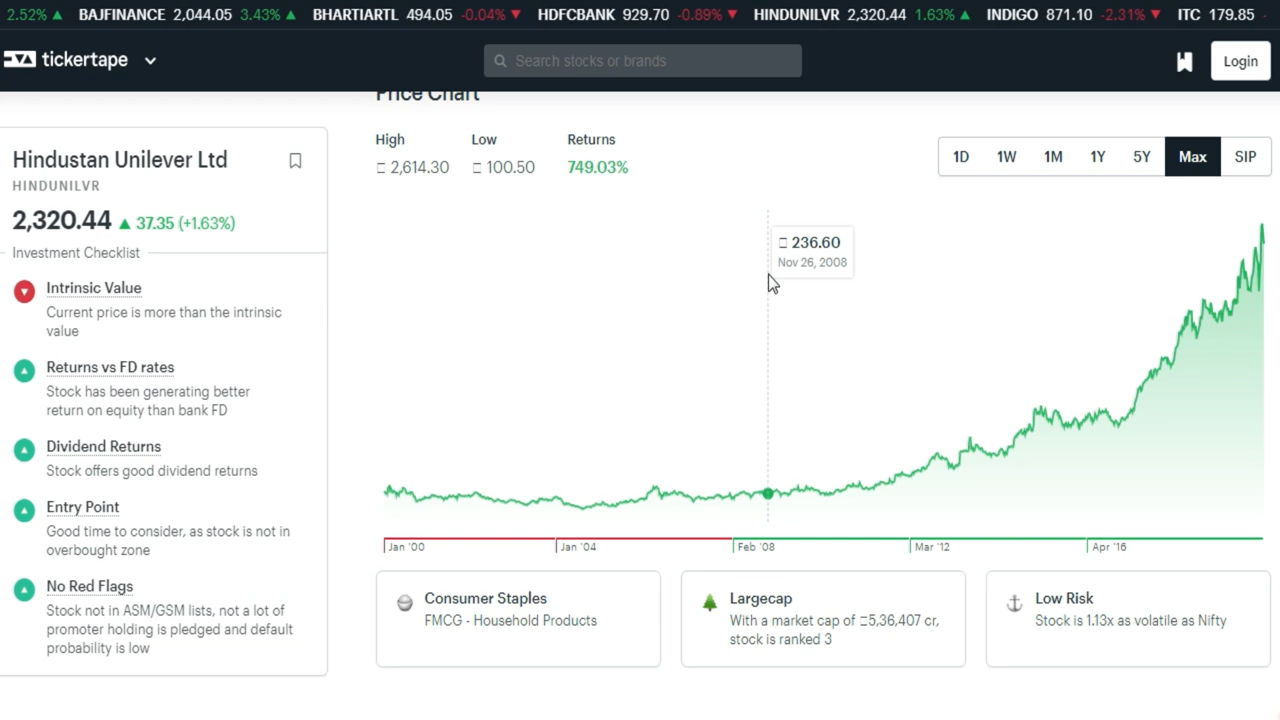 2.52% ▲ BAJFINANCE 2,044.05 3.43% ▲ BHARTIARTL 494.05 -0.04% ▼ HDFCBANK 929.70 -0.89% ▼ HINDUNILVR 2,320.44 1.63% ▲ INDIGO 871.10 -2.31% ▼ ITC 179.85
tickertape
Search stocks or brands
Login
Price Chart
Hindustan Unilever Ltd
HINDUNILVR
2,320.44 ▲ 37.35 (+1.63%)
Investment Checklist
Intrinsic Value
Current price is more than the intrinsic
value
Returns vs FD rates
Stock has been generating better
return on equity than bank FD
Dividend Returns
Stock offers good dividend returns
Entry Point
Good time to consider, as stock is not in
overbought zone
No Red Flags
Stock not in ASM/GSM lists, not a lot of
promoter holding is pledged and default
probability is low
High Low Returns
2,614.30 100.50 749.03%
1D 1W 1M 1Y 5Y Max SIP
236.60
Nov 26, 2008
Jan '00 Jan '04 Feb '08 Mar '12 Apr '16
Consumer Staples
FMCG - Household Products
Largecap
With a market cap of 5,36,407 cr,
stock is ranked 3
Low Risk
Stock is 1.13x as volatile as Nifty